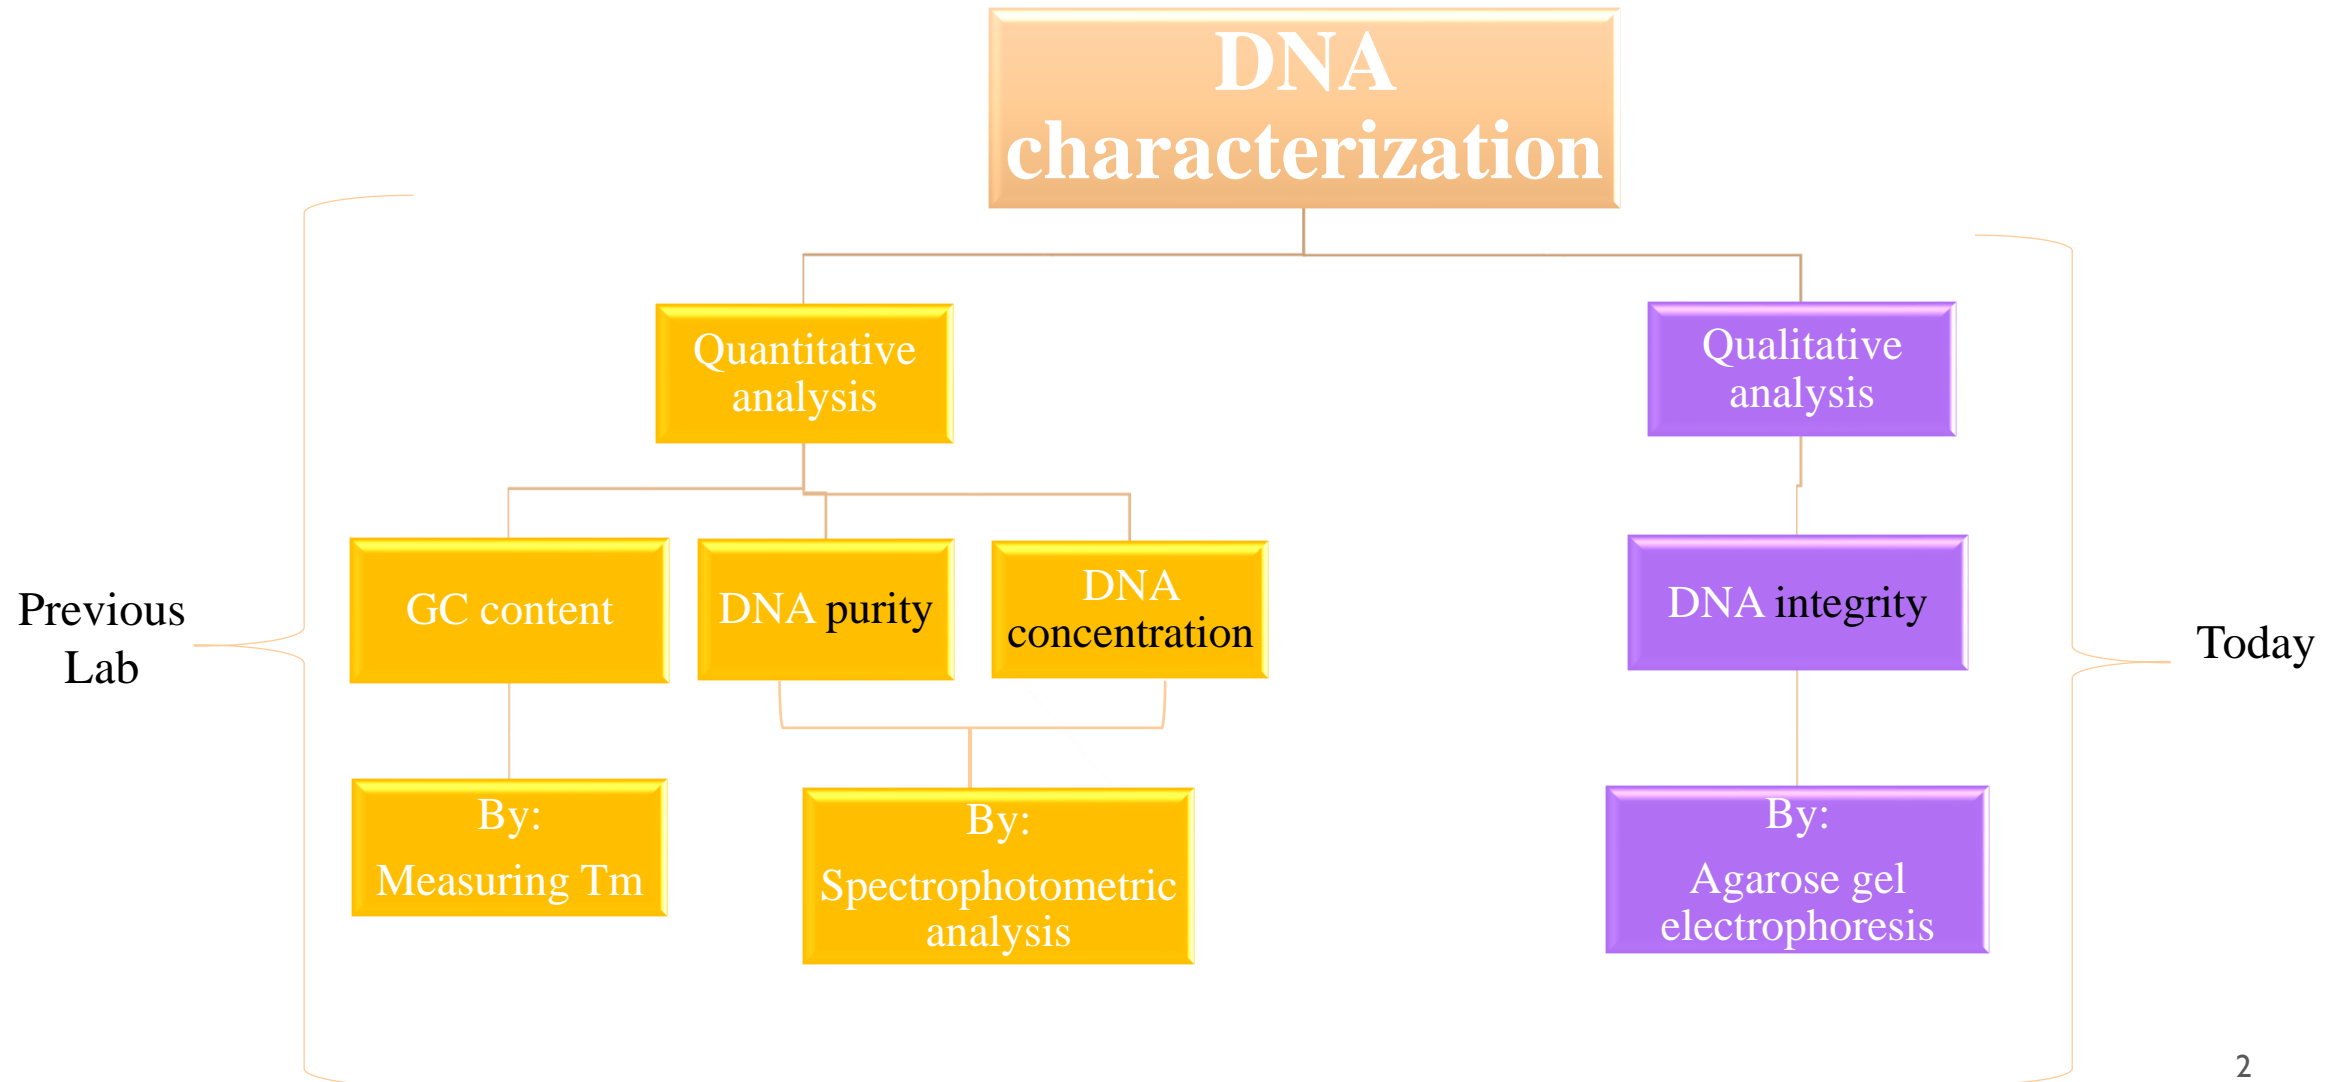 DNA
characterization
Quantitative
analysis
Qualitative
analysis
GC content
DNA purity
DNA
concentration
DNA integrity
Previous
Lab
Today
By:
Measuring Tm
By:
Spectrophotometric
analysis
By:
Agarose gel
electrophoresis
2